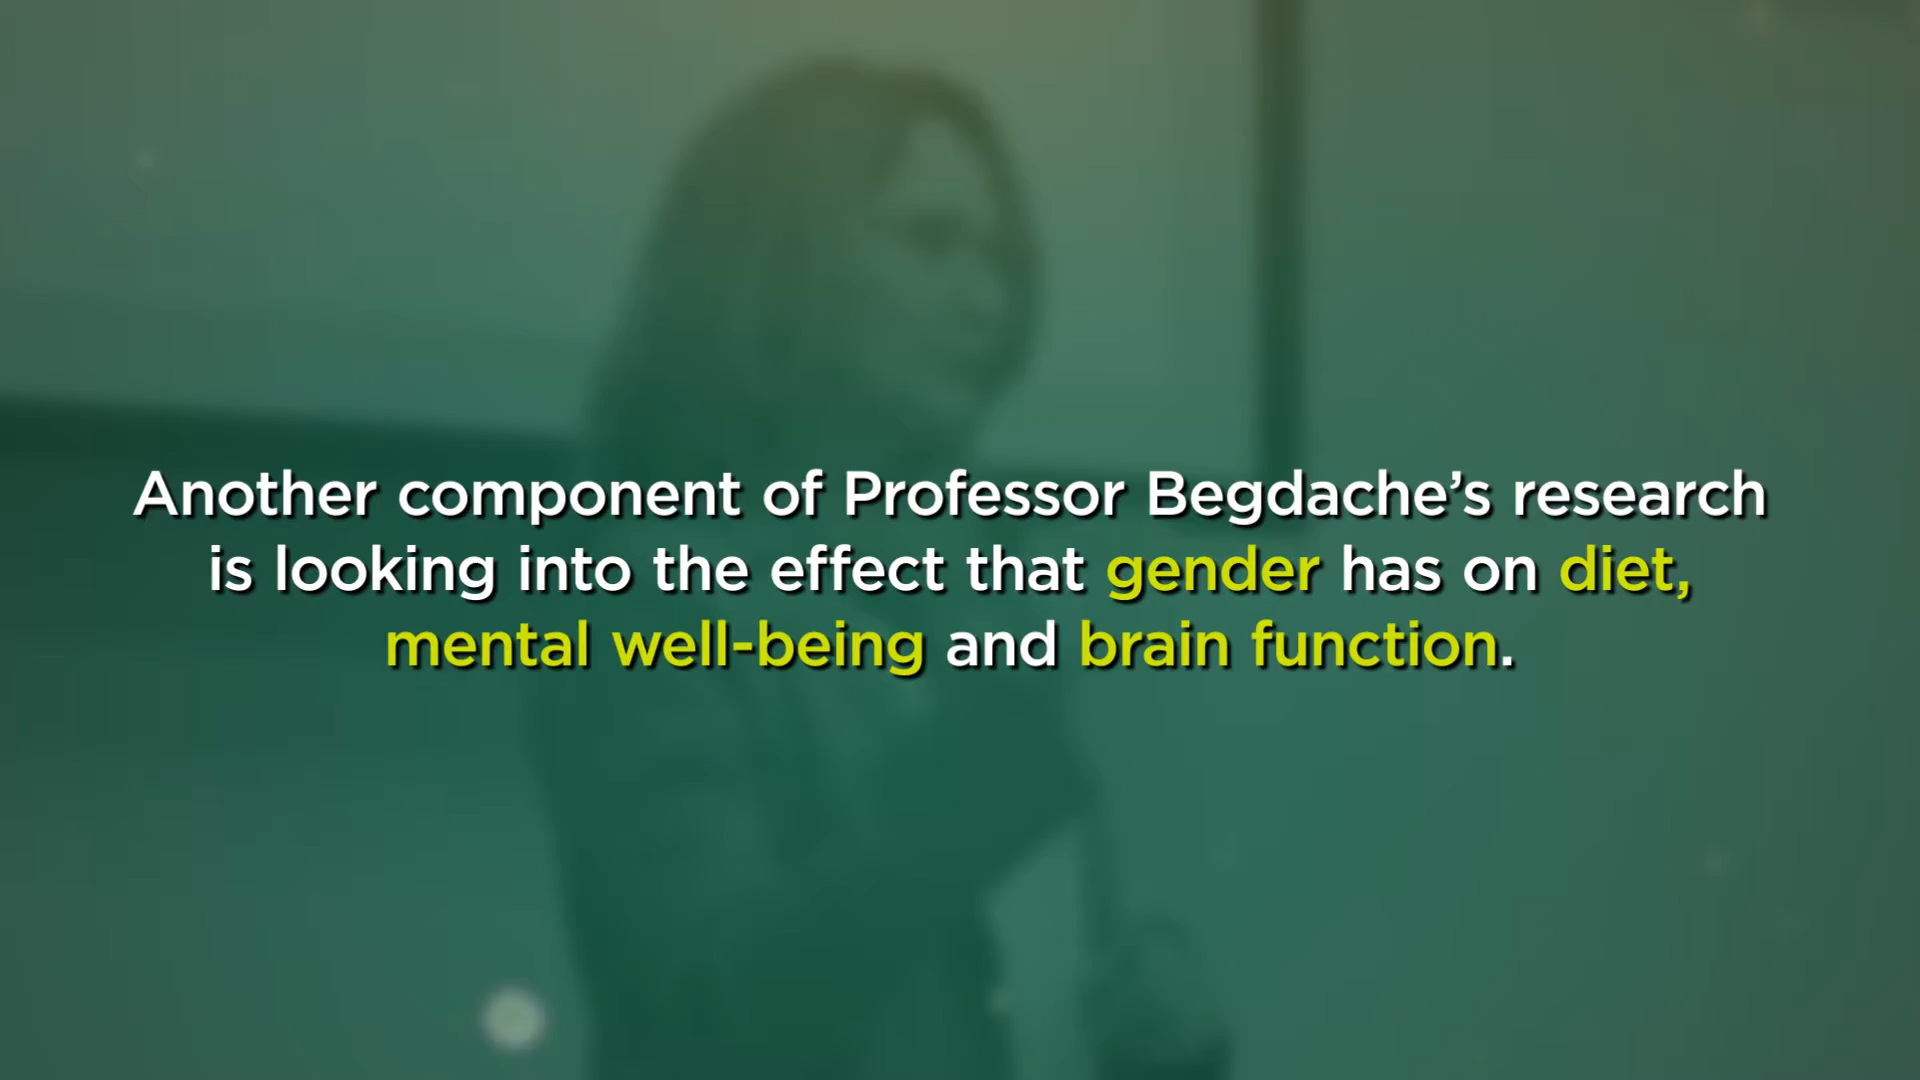 Another component of Professor Begdache’s research
is looking into the effect that gender has on diet,
mental well-being and brain function.